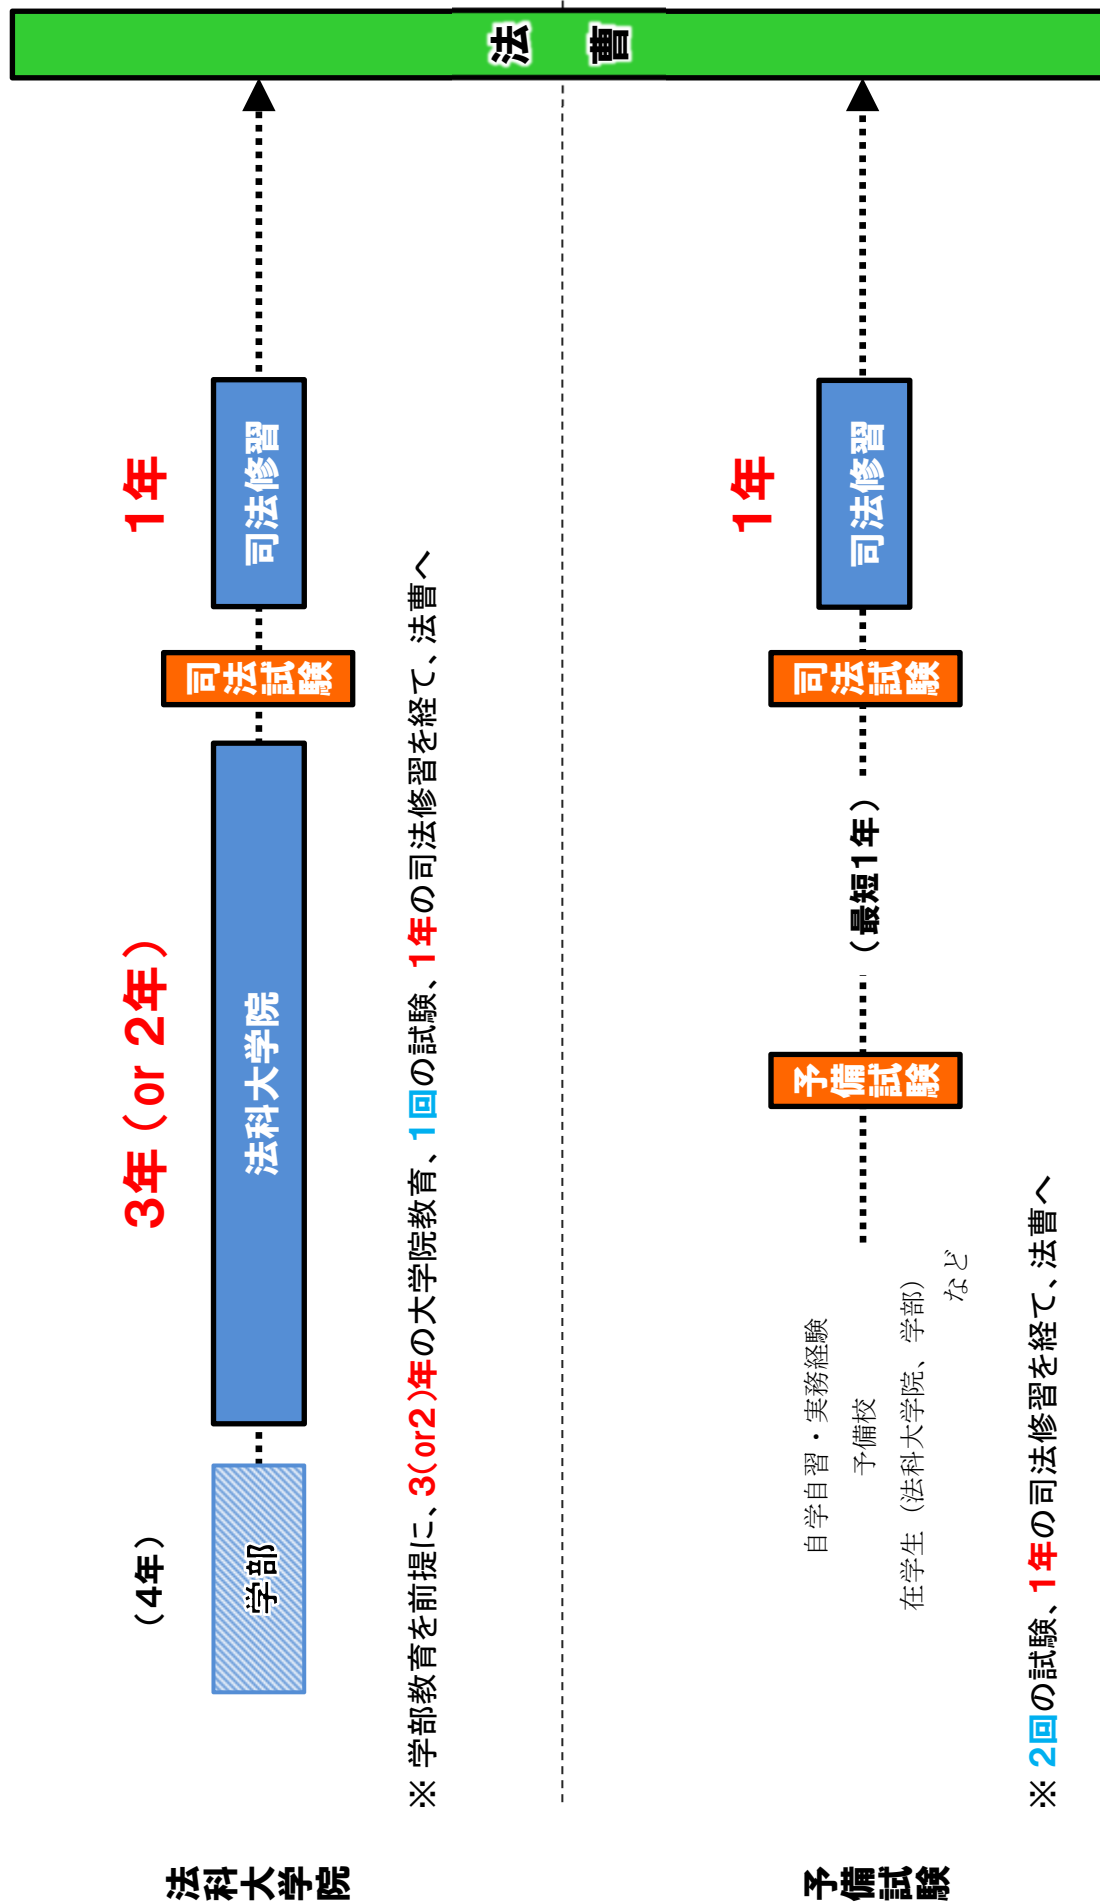 法科大学院
（4年）
3年（or 2年）
1年
学部
法科大学院
司法試験
司法修習
※ 学部教育を前提に、3(or2)年の大学院教育、1回の試験、1年の司法修習を経て、法曹へ
法曹
予備試験
1年
自学自習・実務経験
予備校
在学生（法科大学院、学部）
など
予備試験
（最短1年）
司法試験
司法修習
※ 2回の試験、1年の司法修習を経て、法曹へ